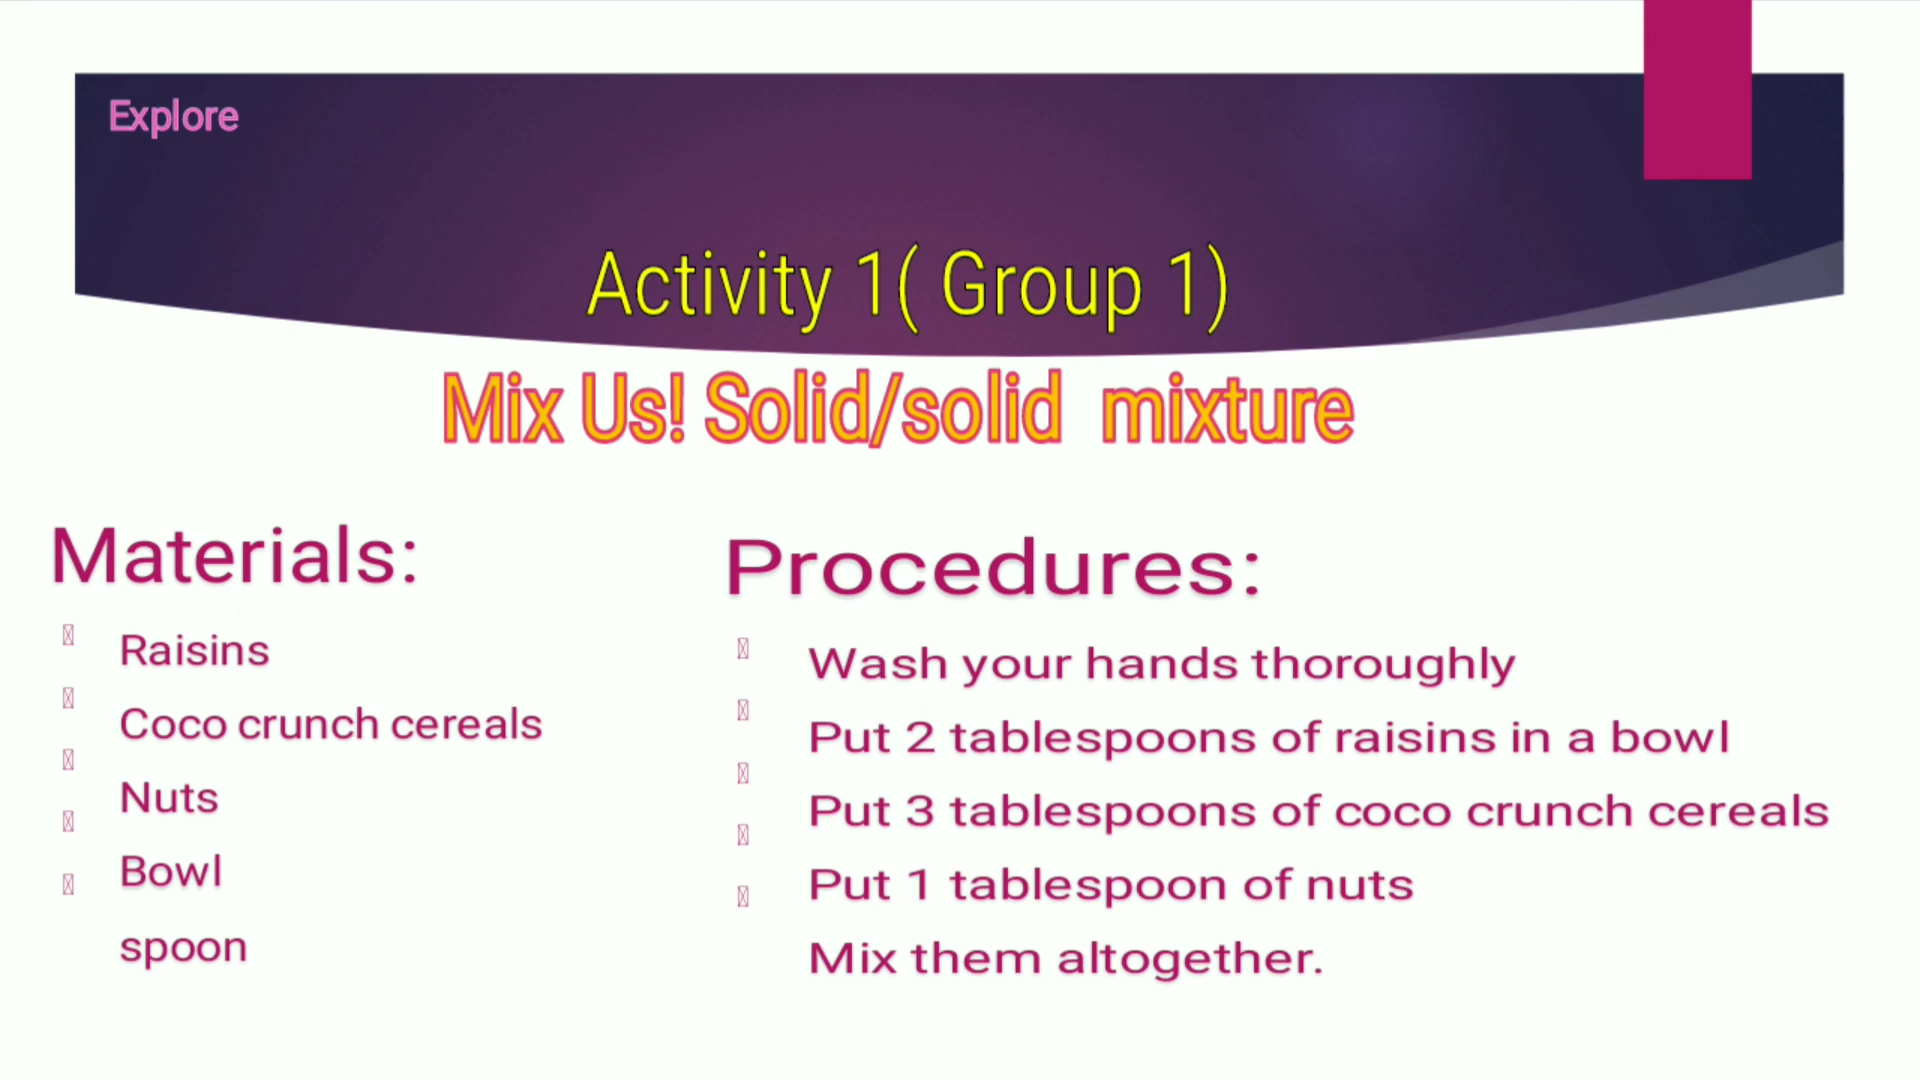 Explore
Activity 1( Group 1)
Mix Us! Solid/solid mixture
Materials:
Raisins
Coco crunch cereals
Nuts
Bowl
spoon
Procedures:
Wash your hands thoroughly
Put 2 tablespoons of raisins in a bowl
Put 3 tablespoons of coco crunch cereals
Put 1 tablespoon of nuts
Mix them altogether.